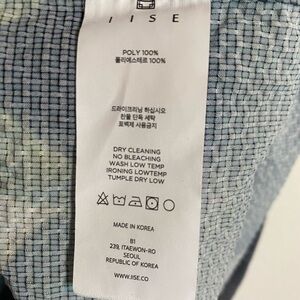 IISE
POLY 100%
폴리에스테르 100%
드라이크리닝 하십시오
찬물 단독 세탁
표백제 사용금지
DRY CLEANING
NO BLEACHING
WASH LOW TEMP
IRONING LOWTEMP
TUMPLE DRY LOW
MADE IN KOREA
B1
239, ITAEWON-RO
SEOUL
REPUBLIC OF KOREA
WWW.IISE.CO